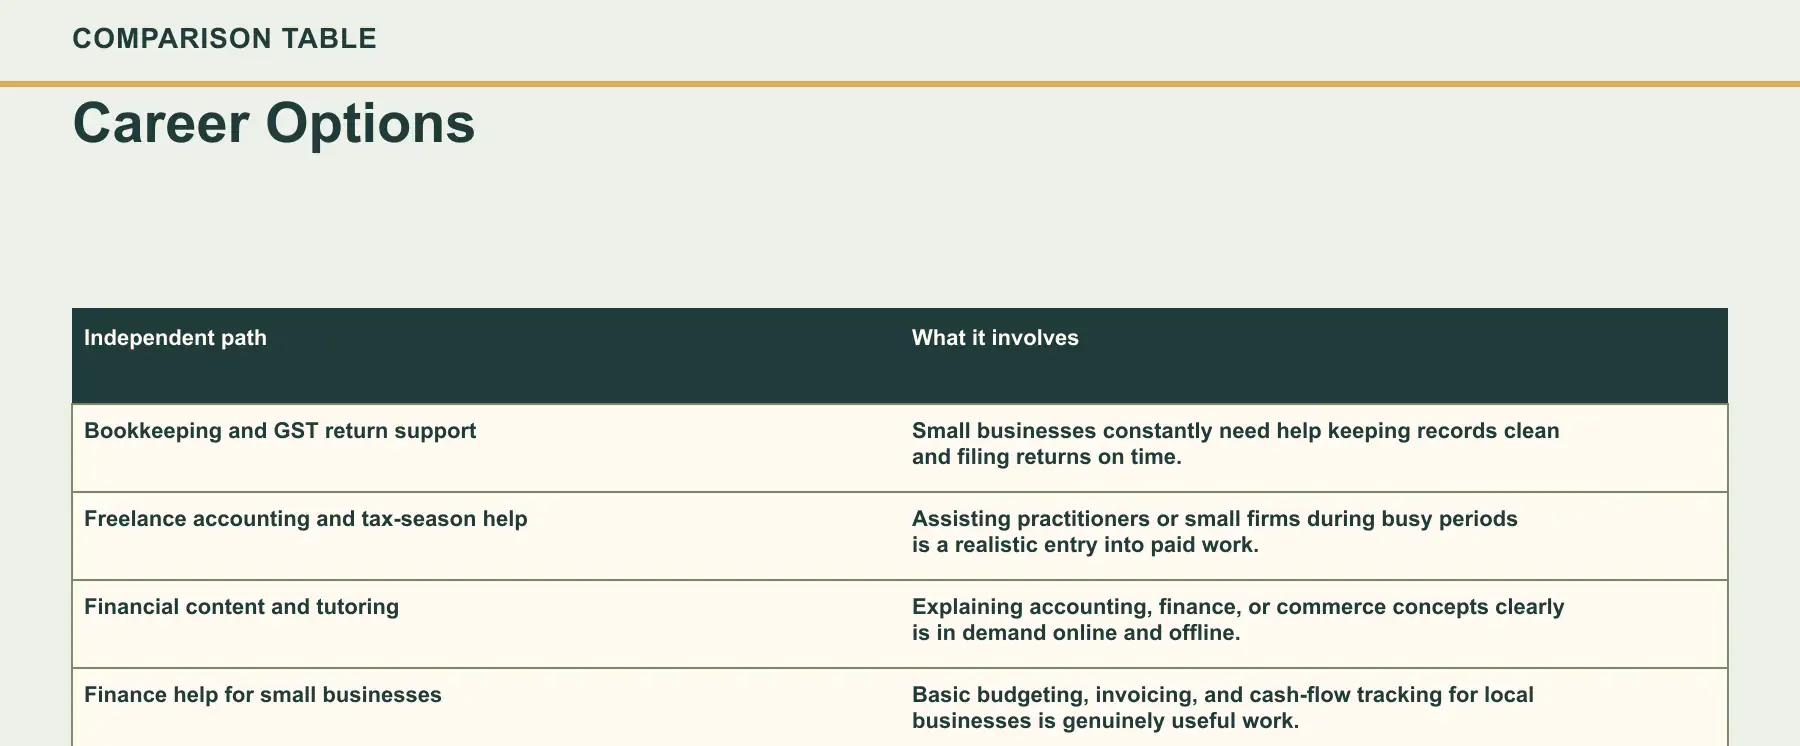 COMPARISON TABLE
Career Options
Independent path
What it involves
Bookkeeping and GST return support
Small businesses constantly need help keeping records clean
and filing returns on time.
Freelance accounting and tax-season help
Assisting practitioners or small firms during busy periods
is a realistic entry into paid work.
Financial content and tutoring
Explaining accounting, finance, or commerce concepts clearly
is in demand online and offline.
Finance help for small businesses
Basic budgeting, invoicing, and cash-flow tracking for local
businesses is genuinely useful work.